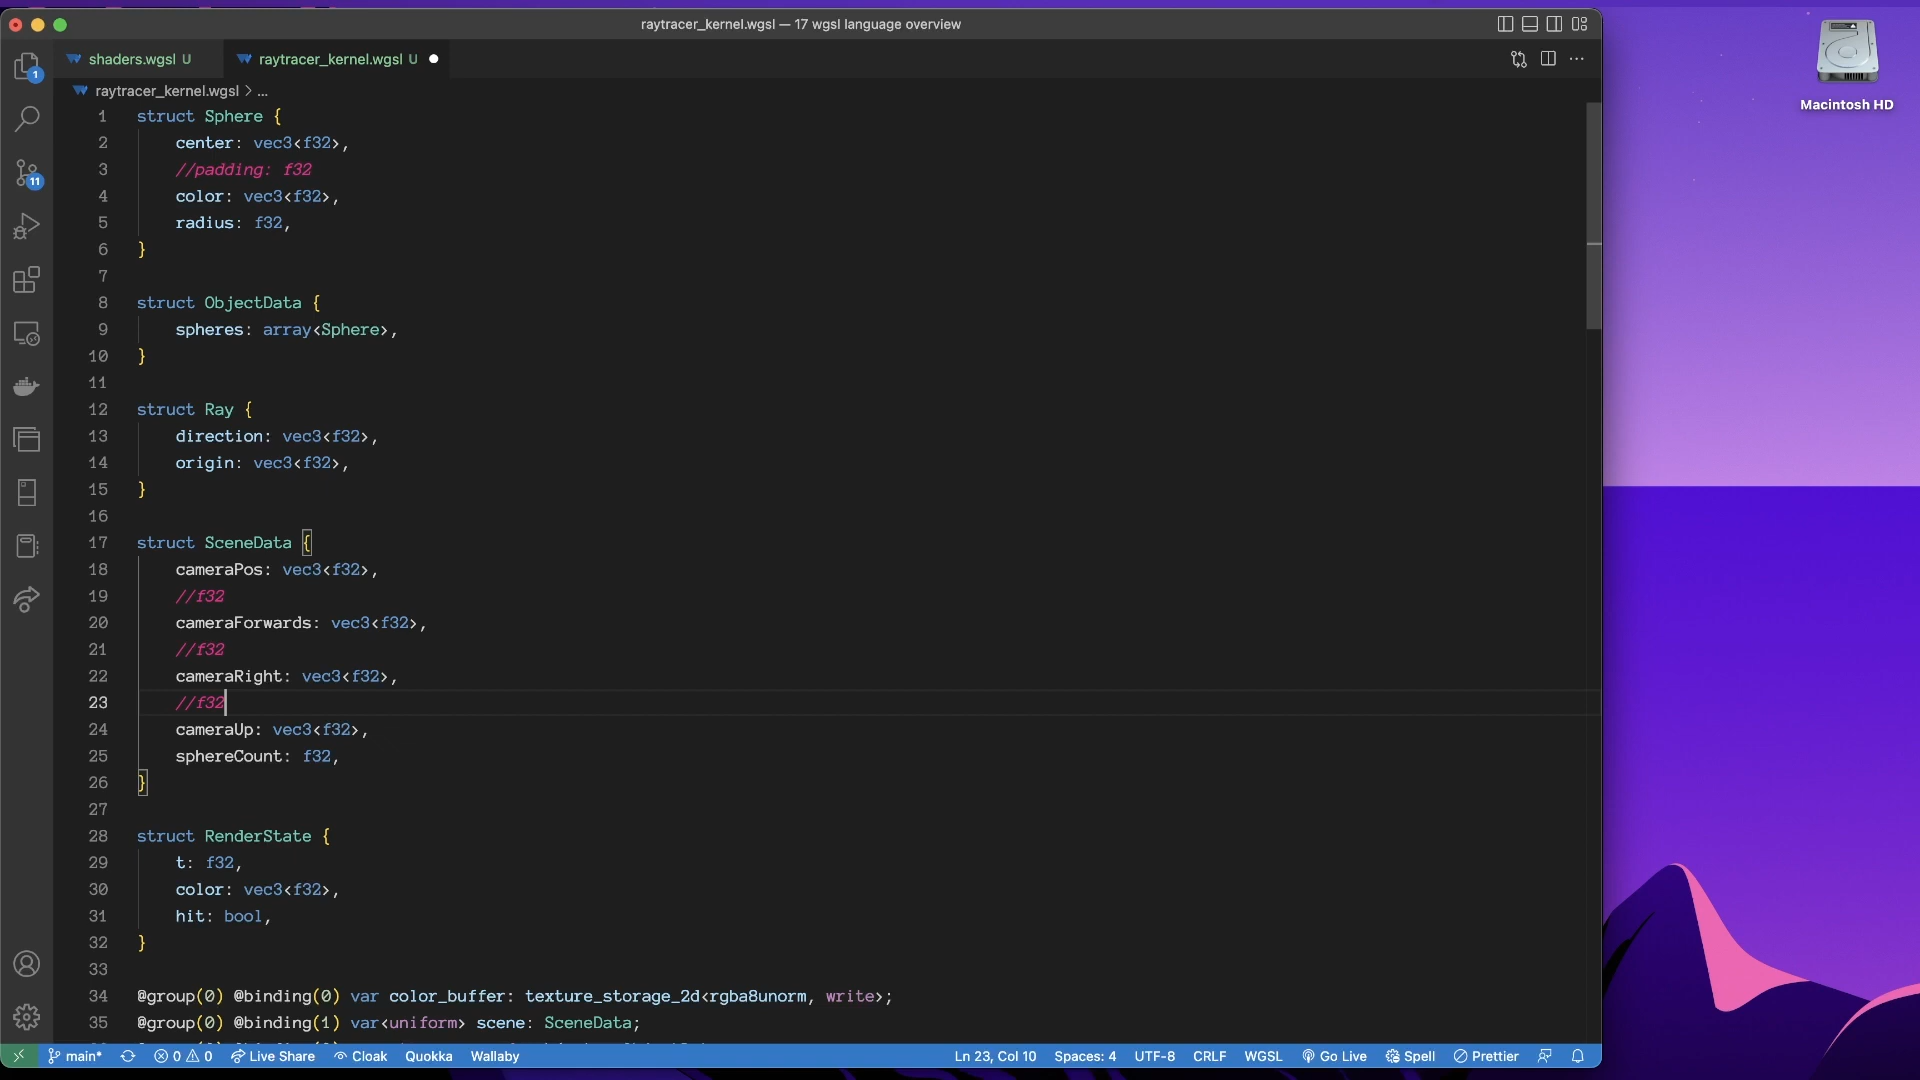 raytracer_kernel.wgsl — 17 wgsl language overview
shaders.wgsl U
raytracer_kernel.wgsl U
raytracer_kernel.wgsl > ...
1 struct Sphere {
2 center: vec3<f32>,
3 //padding: f32
4 color: vec3<f32>,
5 radius: f32,
6 }
7
8 struct ObjectData {
9 spheres: array<Sphere>,
10 }
11
12 struct Ray {
13 direction: vec3<f32>,
14 origin: vec3<f32>,
15 }
16
17 struct SceneData {
18 cameraPos: vec3<f32>,
19 //f32
20 cameraForwards: vec3<f32>,
21 //f32
22 cameraRight: vec3<f32>,
23 //f32
24 cameraUp: vec3<f32>,
25 sphereCount: f32,
26 }
27
28 struct RenderState {
29 t: f32,
30 color: vec3<f32>,
31 hit: bool,
32 }
33
34 @group(0) @binding(0) var color_buffer: texture_storage_2d<rgba8unorm, write>;
35 @group(0) @binding(1) var<uniform> scene: SceneData;
1
11
main* 0 0 Live Share Cloak Quokka Wallaby Ln 23, Col 10 Spaces: 4 UTF-8 CRLF WGSL Go Live Spell Prettier
Macintosh HD